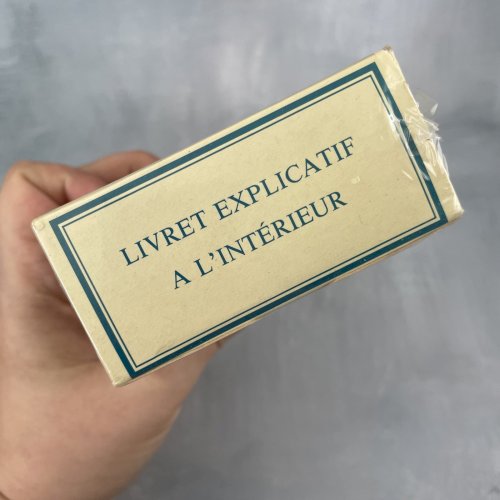 LIVRET EXPLICATIF
A L'INTÉRIEUR